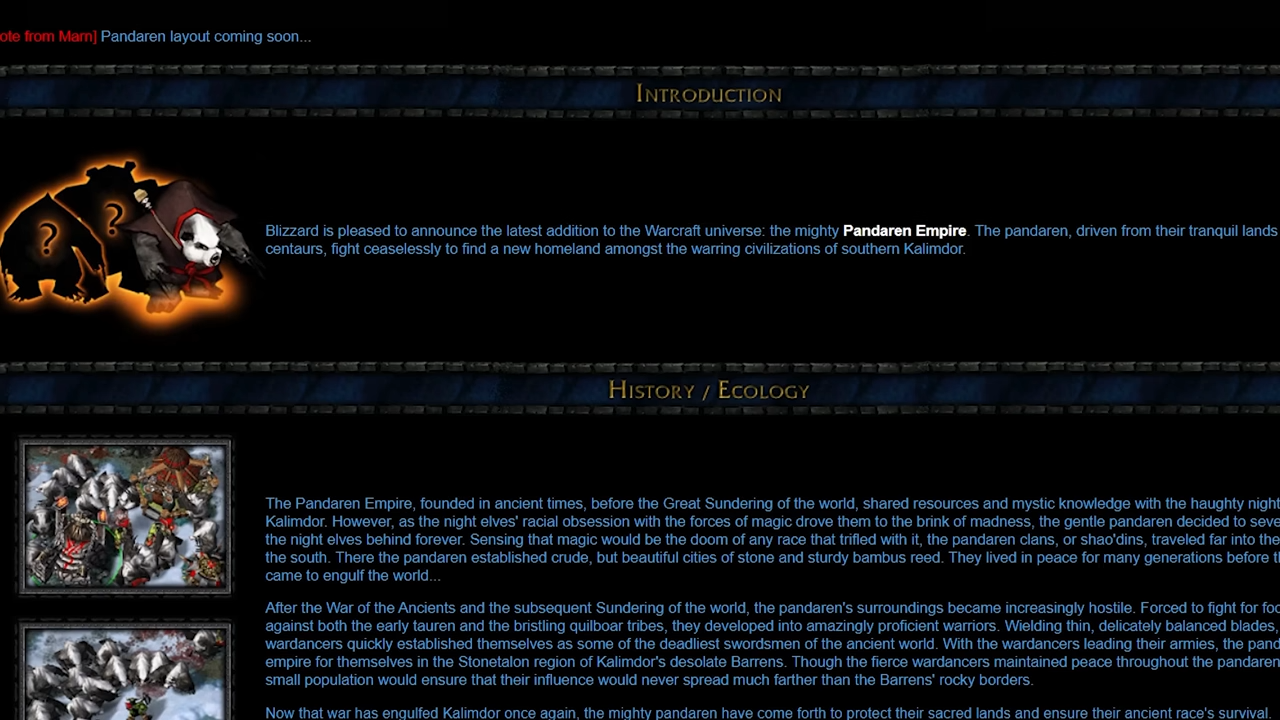 ote from Marn] Pandaren layout coming soon...
Introduction
? ?
Blizzard is pleased to announce the latest addition to the Warcraft universe: the mighty Pandaren Empire. The pandaren, driven from their tranquil lands
centaurs, fight ceaselessly to find a new homeland amongst the warring civilizations of southern Kalimdor.
History / Ecology
The Pandaren Empire, founded in ancient times, before the Great Sundering of the world, shared resources and mystic knowledge with the haughty night
Kalimdor. However, as the night elves' racial obsession with the forces of magic drove them to the brink of madness, the gentle pandaren decided to seve
the night elves behind forever. Sensing that magic would be the doom of any race that trifled with it, the pandaren clans, or shao'dins, traveled far into the
the south. There the pandaren established crude, but beautiful cities of stone and sturdy bambus reed. They lived in peace for many generations before th
came to engulf the world...
After the War of the Ancients and the subsequent Sundering of the world, the pandaren's surroundings became increasingly hostile. Forced to fight for foo
against both the early tauren and the bristling quilboar tribes, they developed into amazingly proficient warriors. Wielding thin, delicately balanced blades,
wardancers quickly established themselves as some of the deadliest swordsmen of the ancient world. With the wardancers leading their armies, the pand
empire for themselves in the Stonetalon region of Kalimdor's desolate Barrens. Though the fierce wardancers maintained peace throughout the pandaren
small population would ensure that their influence would never spread much farther than the Barrens' rocky borders.
Now that war has engulfed Kalimdor once again, the mighty pandaren have come forth to protect their sacred lands and ensure their ancient race's survival.